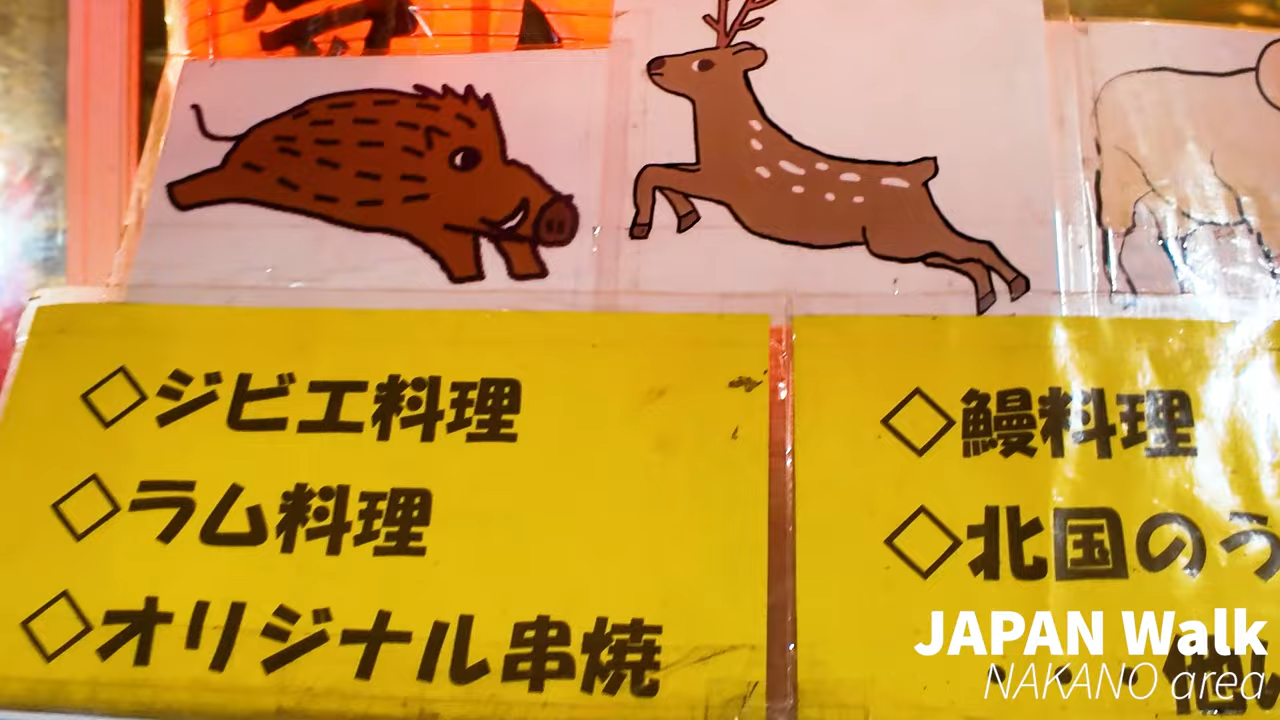 ◇ジビエ料理
◇ラム料理
◇オリジナル串焼
◇鰻料理
◇北国のう
JAPAN Walk
NAKANO area